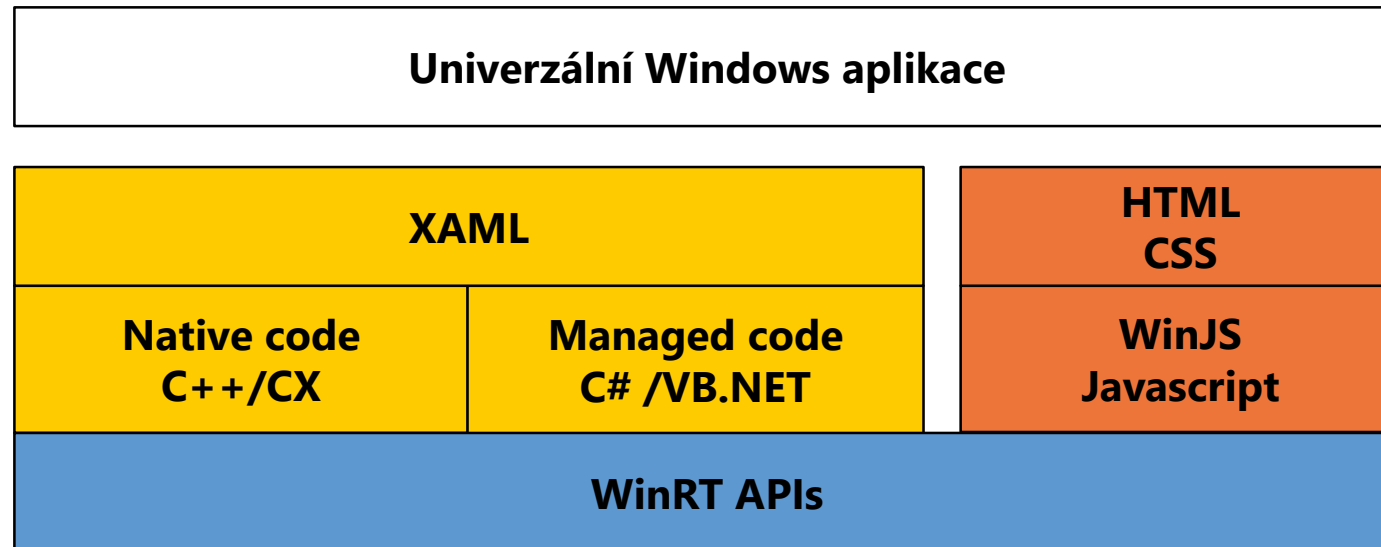 Univerzální Windows aplikace
XAML
HTML
CSS
Native code
C++/CX
Managed code
C# /VB.NET
WinJS
Javascript
WinRT APIs